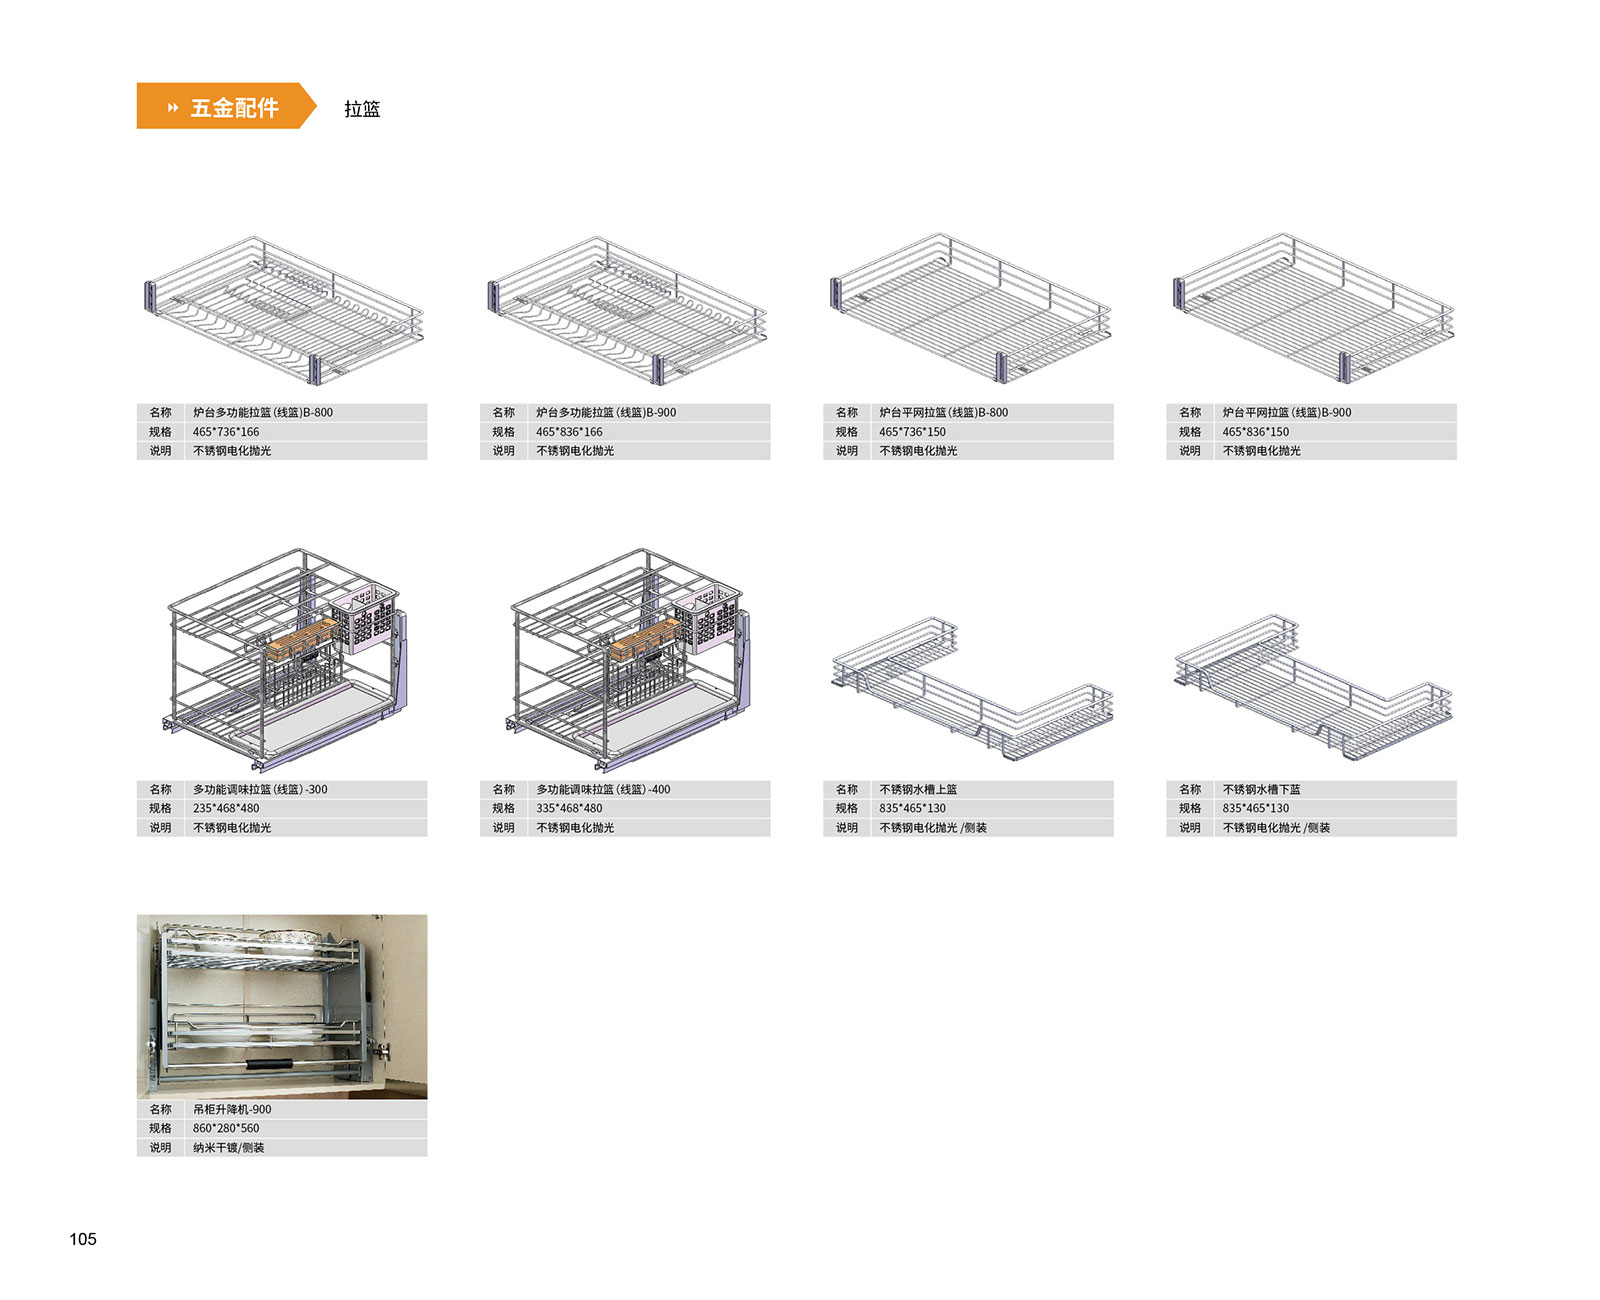 五金配件 拉篮
名称 炉台多功能拉篮(线篮)B-800
规格 465*736*166
说明 不锈钢电化抛光
名称 炉台多功能拉篮(线篮)B-900
规格 465*836*166
说明 不锈钢电化抛光
名称 炉台平网拉篮(线篮)B-800
规格 465*736*150
说明 不锈钢电化抛光
名称 炉台平网拉篮(线篮)B-900
规格 465*836*150
说明 不锈钢电化抛光
名称 多功能调味拉篮(线篮)-300
规格 235*468*480
说明 不锈钢电化抛光
名称 多功能调味拉篮(线篮)-400
规格 335*468*480
说明 不锈钢电化抛光
名称 不锈钢水槽上篮
规格 835*465*130
说明 不锈钢电化抛光 /侧装
名称 不锈钢水槽下蓝
规格 835*465*130
说明 不锈钢电化抛光 /侧装
名称 吊柜升降机-900
规格 860*280*560
说明 纳米干镀/侧装
105